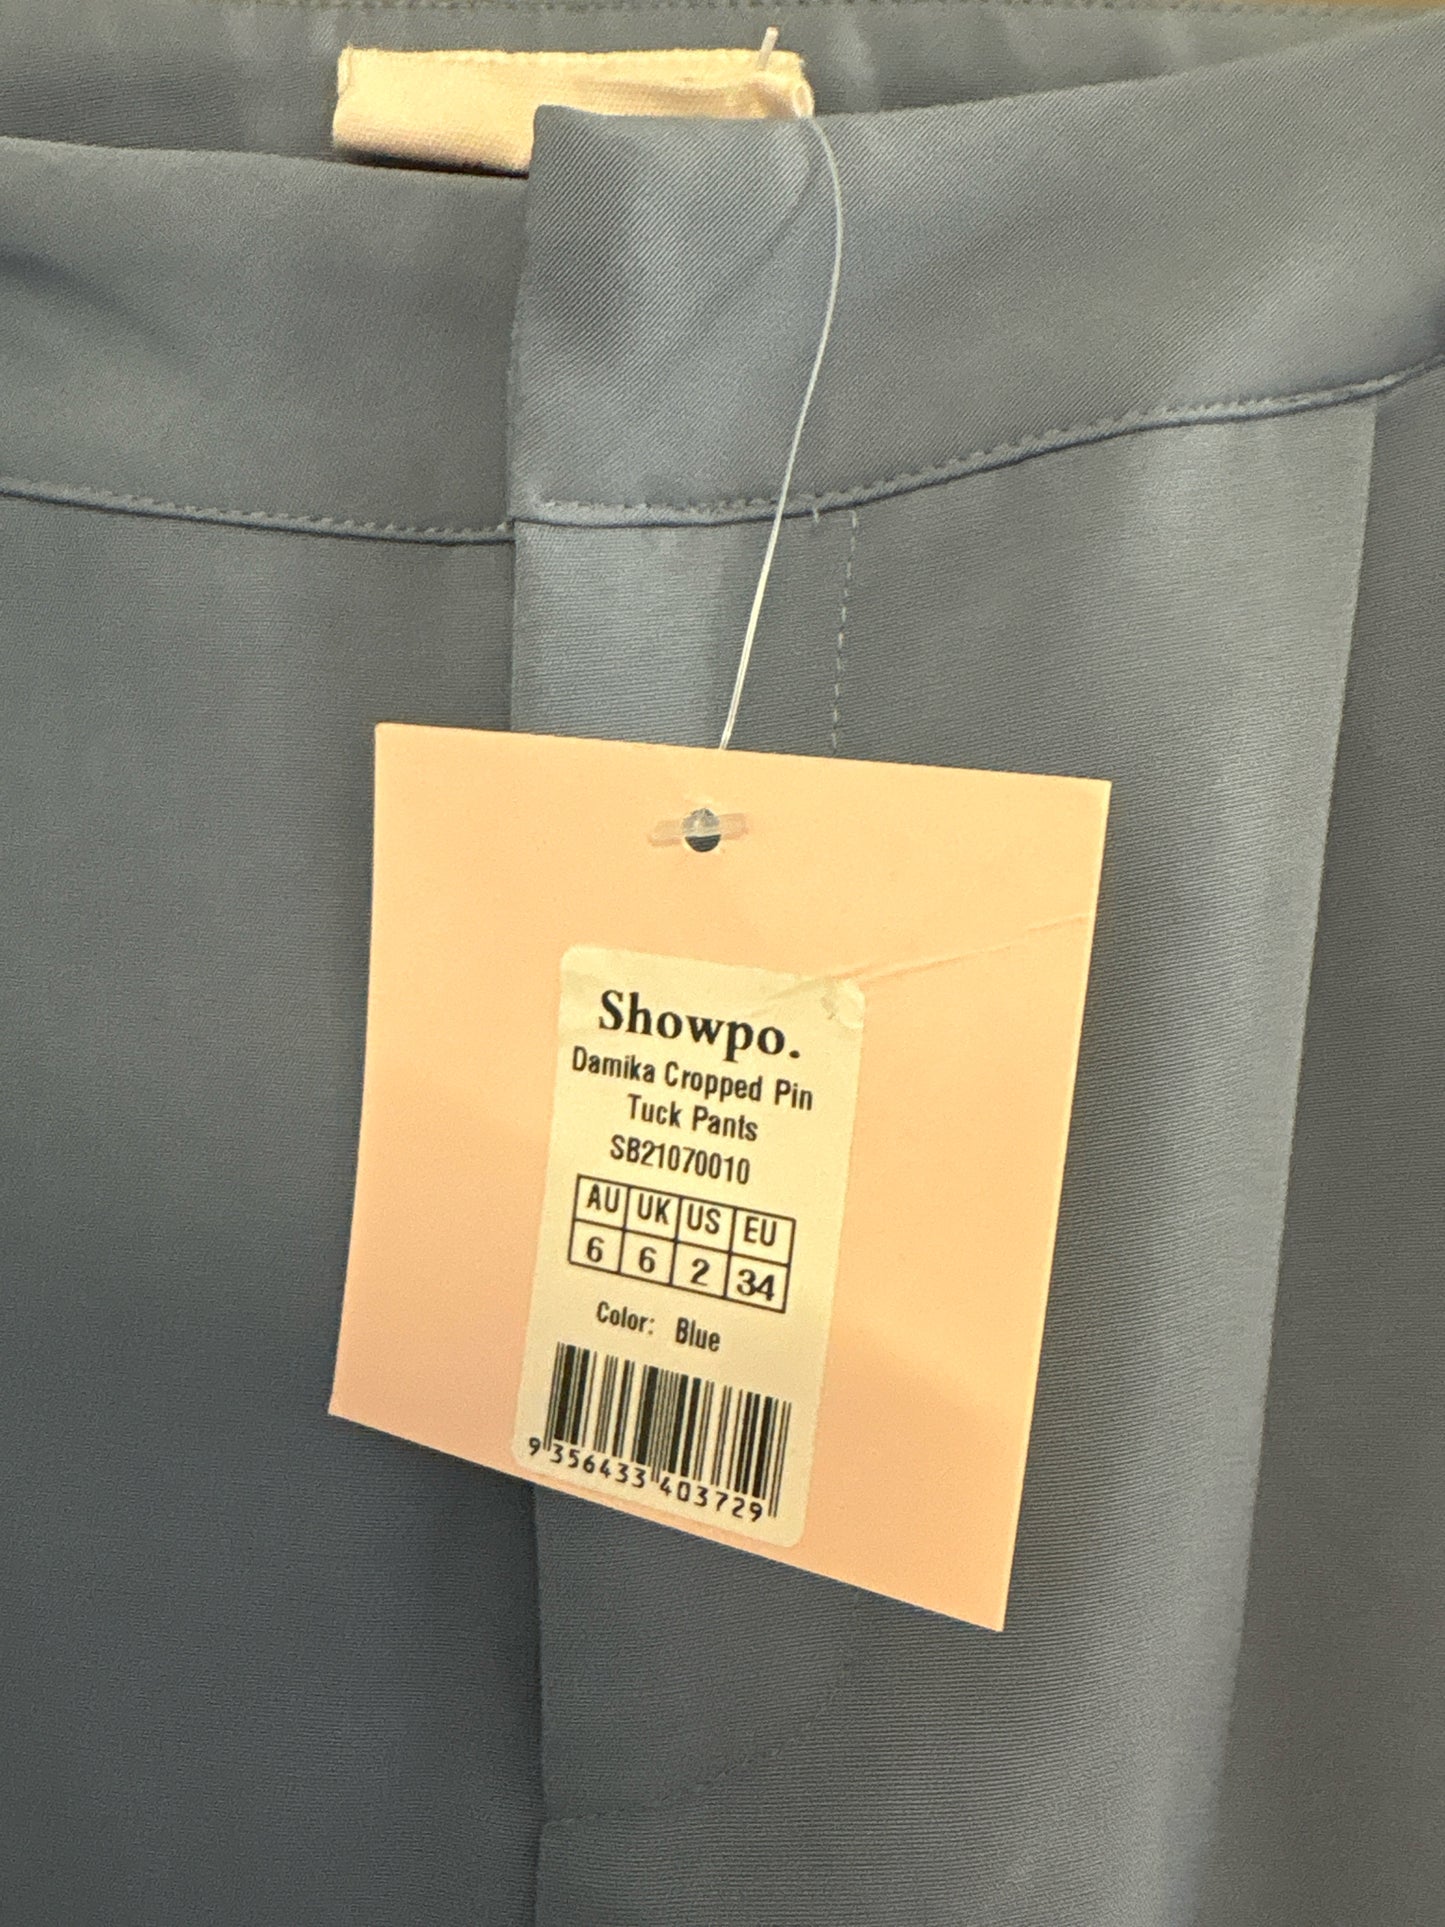 Showpo.
Damika Cropped Pin
Tuck Pants
SB21070010
AU UK US EU
6 6 2 34
Color: Blue
9 356433 403729